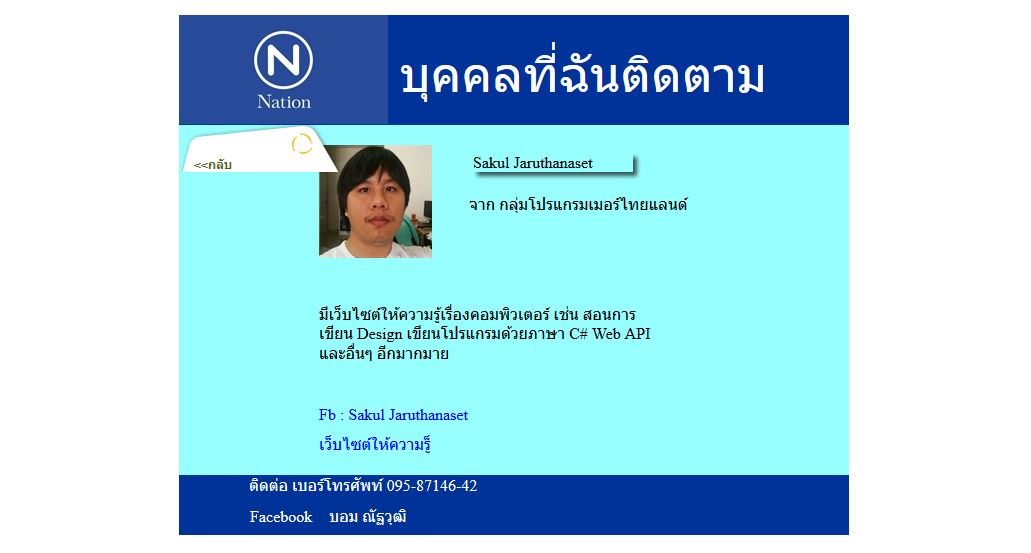 N
Nation
บุคคลที่ฉันติดตาม
<<กลับ
Sakul Jaruthanaset
จาก กลุ่มโปรแกรมเมอร์ไทยแลนด์
มีเว็บไซต์ให้ความรู้เรื่องคอมพิวเตอร์ เช่น สอนการ
เขียน Design เขียนโปรแกรมด้วยภาษา C# Web API
และอื่นๆ อีกมากมาย
Fb : Sakul Jaruthanaset
เว็บไซต์ให้ความรู็
ติดต่อ เบอร์โทรศัพท์ 095-87146-42
Facebook บอม ณัฐวุฒิ